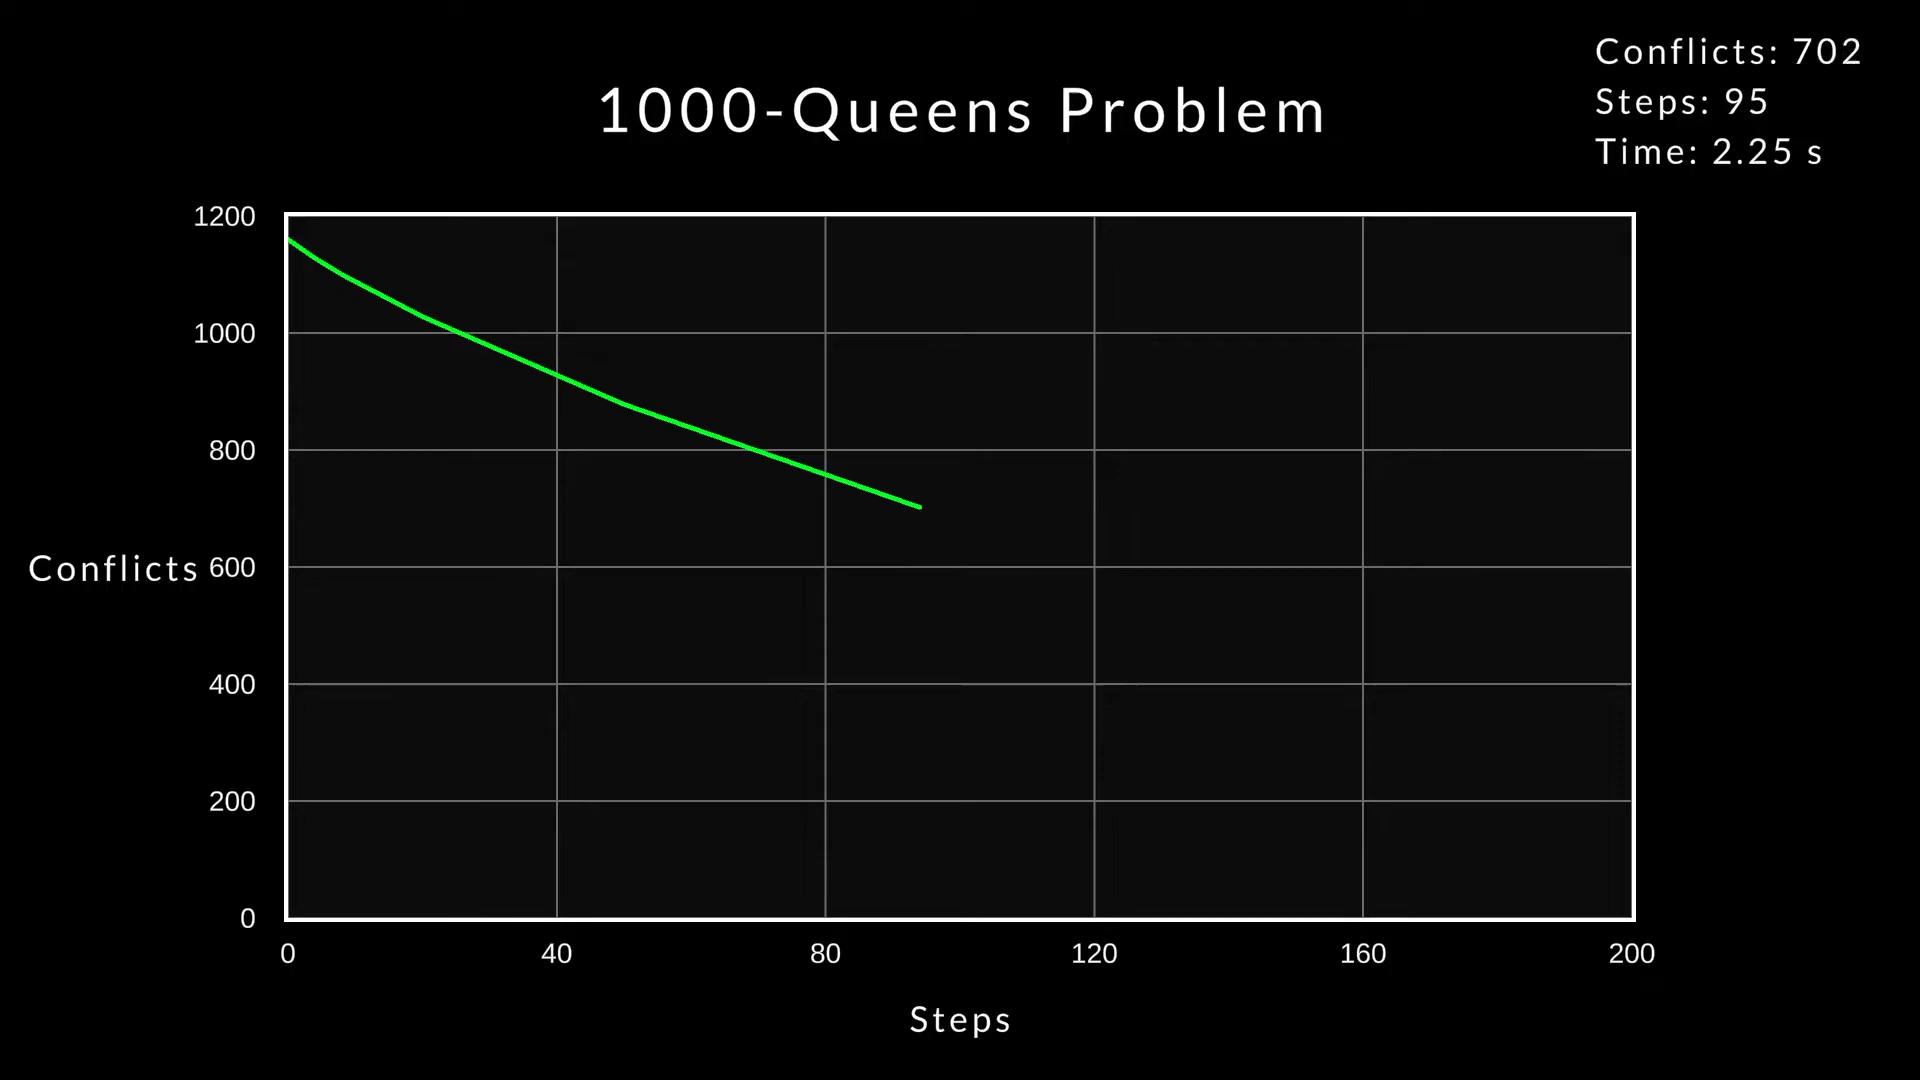 Conflicts: 702
1000-Queens Problem
Steps: 95
Time: 2.25 s
1200
1000
800
Conflicts 600
400
200
0
0 40 80 120 160 200
Steps